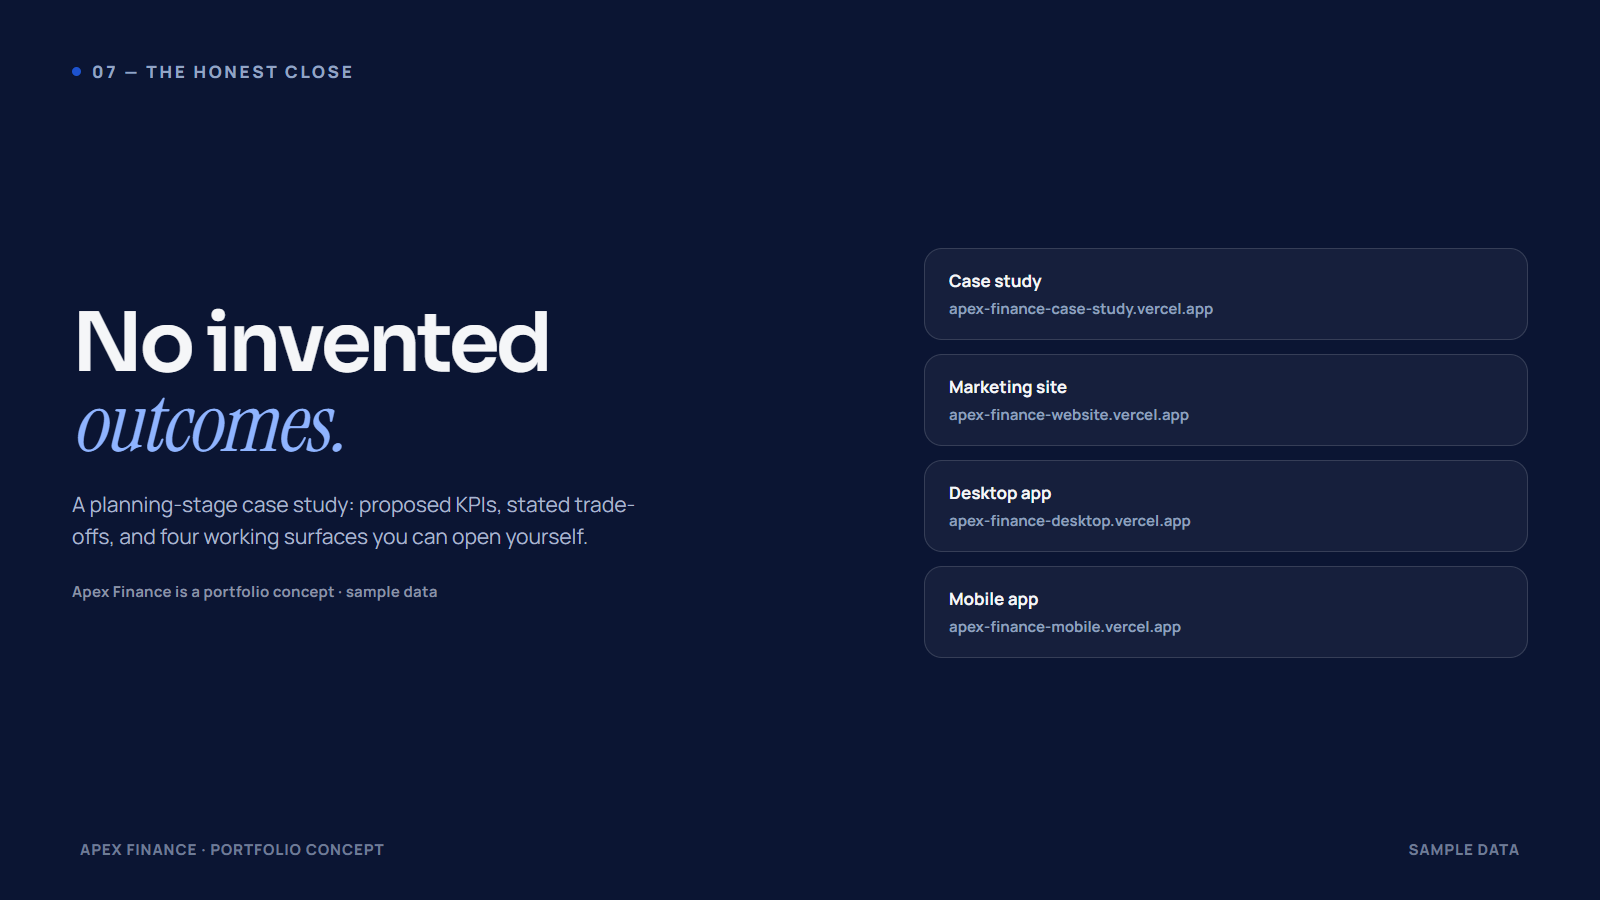 07 — THE HONEST CLOSE
No invented
outcomes.
A planning-stage case study: proposed KPIs, stated trade-
offs, and four working surfaces you can open yourself.
Apex Finance is a portfolio concept · sample data
Case study
apex-finance-case-study.vercel.app
Marketing site
apex-finance-website.vercel.app
Desktop app
apex-finance-desktop.vercel.app
Mobile app
apex-finance-mobile.vercel.app
APEX FINANCE · PORTFOLIO CONCEPT
SAMPLE DATA